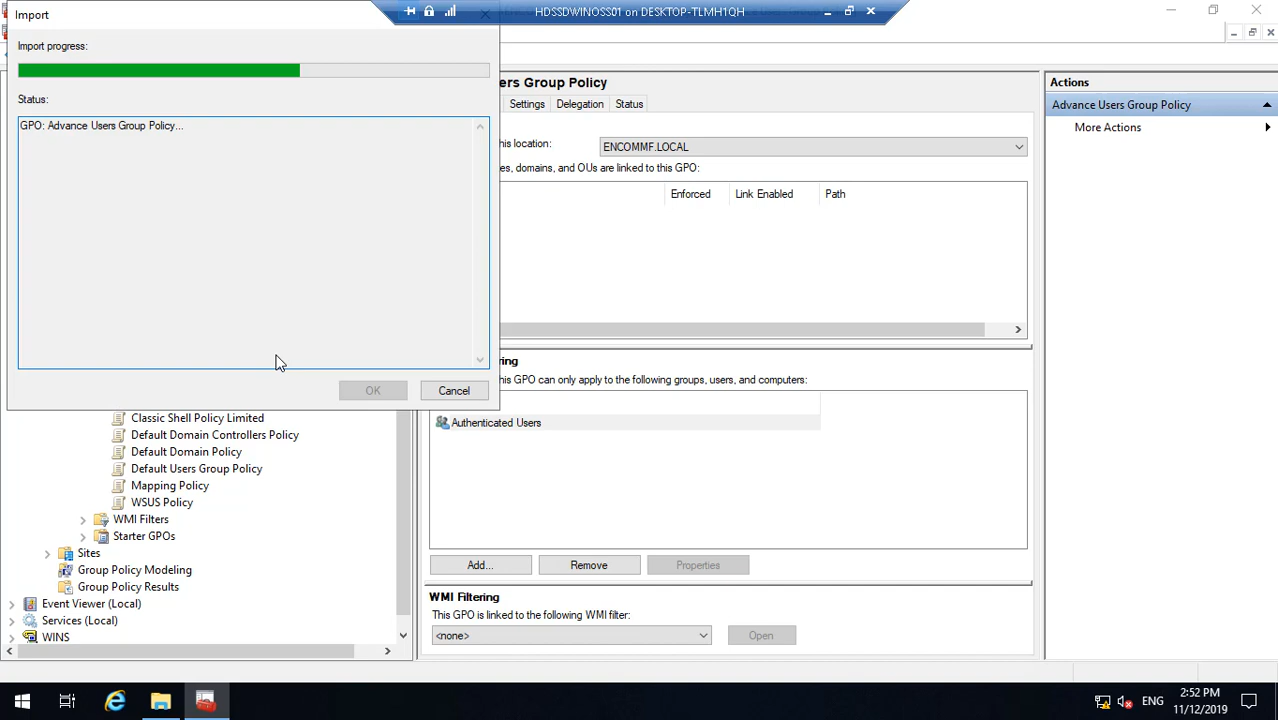 Import
HDSSDWINOSS01 on DESKTOP-TLMH1QH
Import progress:
Status:
GPO: Advance Users Group Policy...
OK
Cancel
ers Group Policy
Settings
Delegation
Status
his location:
ENCOMMF.LOCAL
es, domains, and OUs are linked to this GPO:
Enforced
Link Enabled
Path
ring
his GPO can only apply to the following groups, users, and computers:
Authenticated Users
Add...
Remove
Properties
WMI Filtering
This GPO is linked to the following WMI filter:
<none>
Open
Actions
Advance Users Group Policy
More Actions
Classic Shell Policy Limited
Default Domain Controllers Policy
Default Domain Policy
Default Users Group Policy
Mapping Policy
WSUS Policy
WMI Filters
Starter GPOs
Sites
Group Policy Modeling
Group Policy Results
Event Viewer (Local)
Services (Local)
WINS
ENG
2:52 PM
11/12/2019